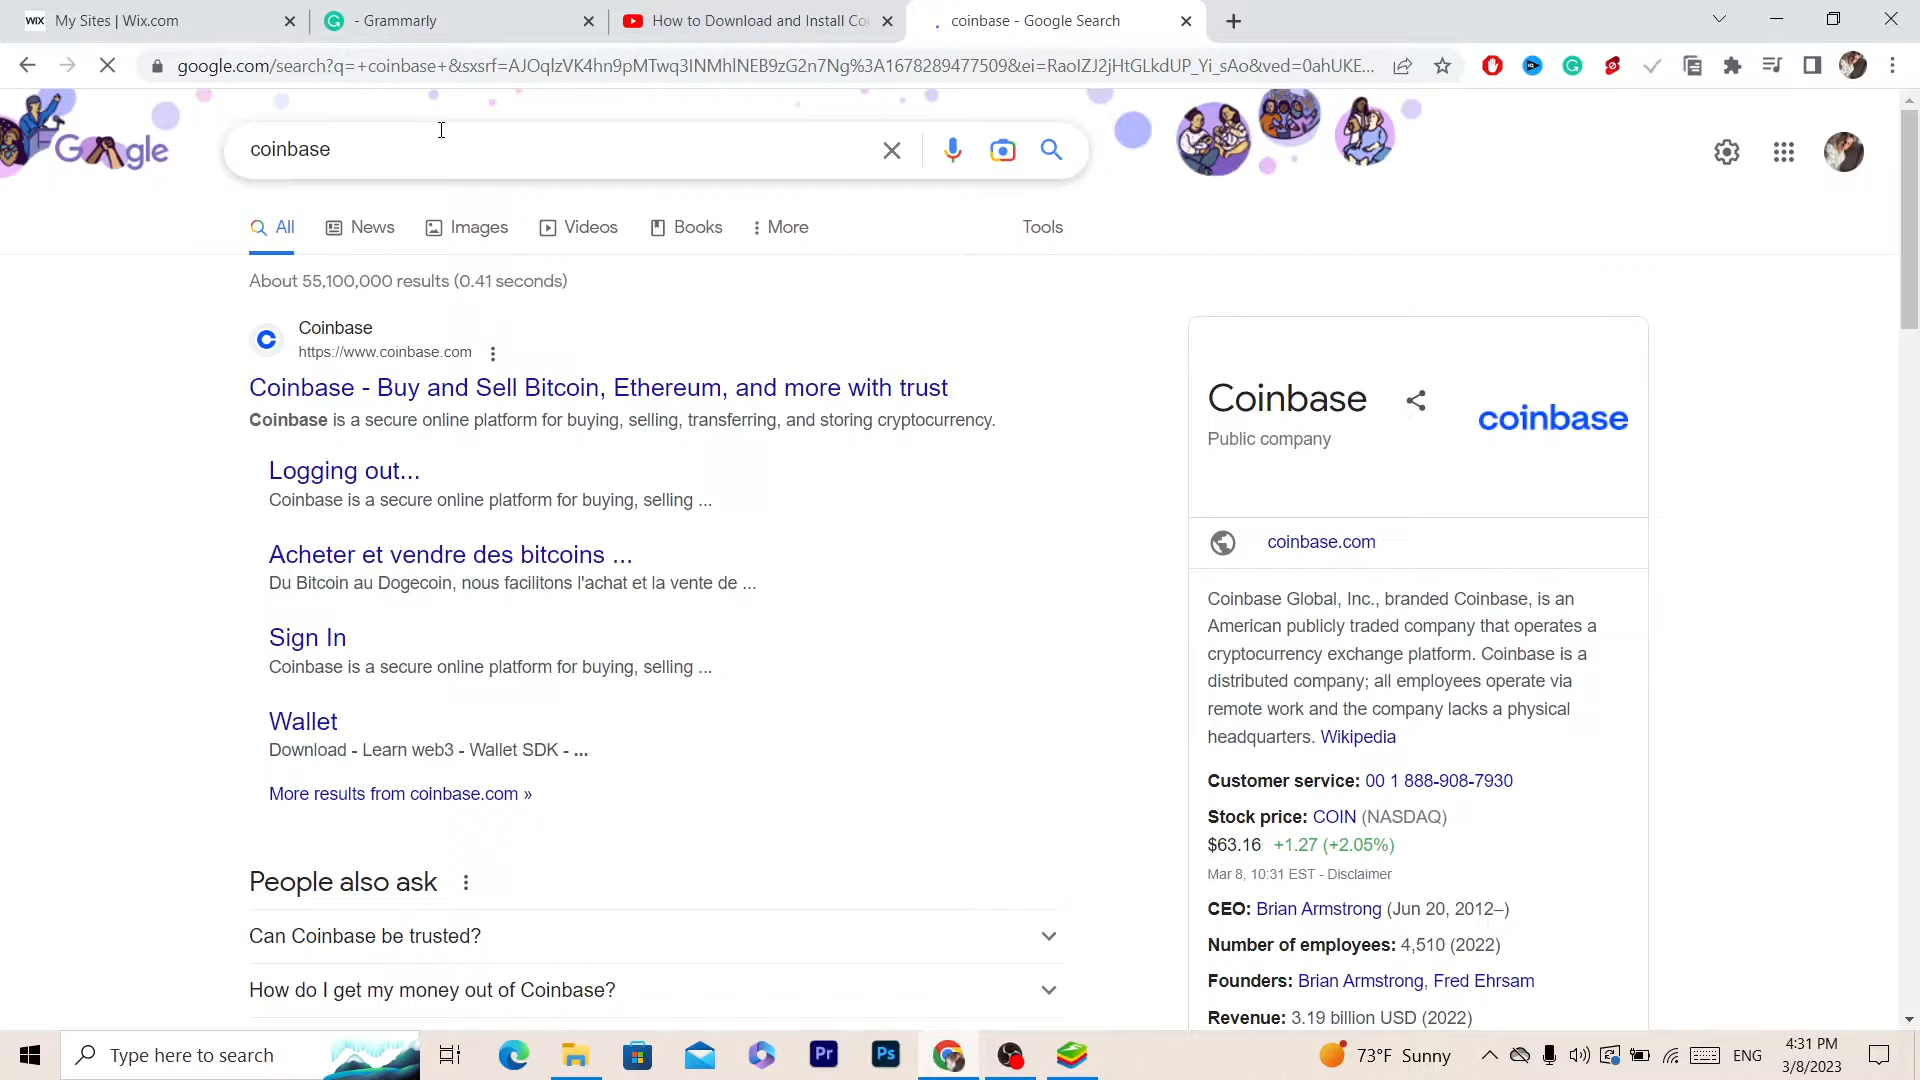 WIX My Sites | Wix.com
- Grammarly
How to Download and Install Co
coinbase - Google Search
google.com/search?q=+coinbase+&sxsrf=AJOqlzVK4hn9pMTwq3INMhlNEB9zG2n7Ng%3A1678289477509&ei=RaoIZJ2jHtGLkdUP_Yi_sAo&ved=0ahUKE...
Google
coinbase
All
News
Images
Videos
Books
More
Tools
About 55,100,000 results (0.41 seconds)
Coinbase
https://www.coinbase.com
Coinbase - Buy and Sell Bitcoin, Ethereum, and more with trust
Coinbase is a secure online platform for buying, selling, transferring, and storing cryptocurrency.
Logging out...
Coinbase is a secure online platform for buying, selling ...
Acheter et vendre des bitcoins ...
Du Bitcoin au Dogecoin, nous facilitons l'achat et la vente de ...
Sign In
Coinbase is a secure online platform for buying, selling ...
Wallet
Download - Learn web3 - Wallet SDK - ...
More results from coinbase.com »
People also ask
Can Coinbase be trusted?
How do I get my money out of Coinbase?
Coinbase
Public company
coinbase
coinbase.com
Coinbase Global, Inc., branded Coinbase, is an
American publicly traded company that operates a
cryptocurrency exchange platform. Coinbase is a
distributed company; all employees operate via
remote work and the company lacks a physical
headquarters. Wikipedia
Customer service: 00 1 888-908-7930
Stock price: COIN (NASDAQ)
$63.16 +1.27 (+2.05%)
Mar 8, 10:31 EST - Disclaimer
CEO: Brian Armstrong (Jun 20, 2012–)
Number of employees: 4,510 (2022)
Founders: Brian Armstrong, Fred Ehrsam
Revenue: 3.19 billion USD (2022)
Type here to search
Pr
Ps
73°F Sunny
ENG
4:31 PM
3/8/2023